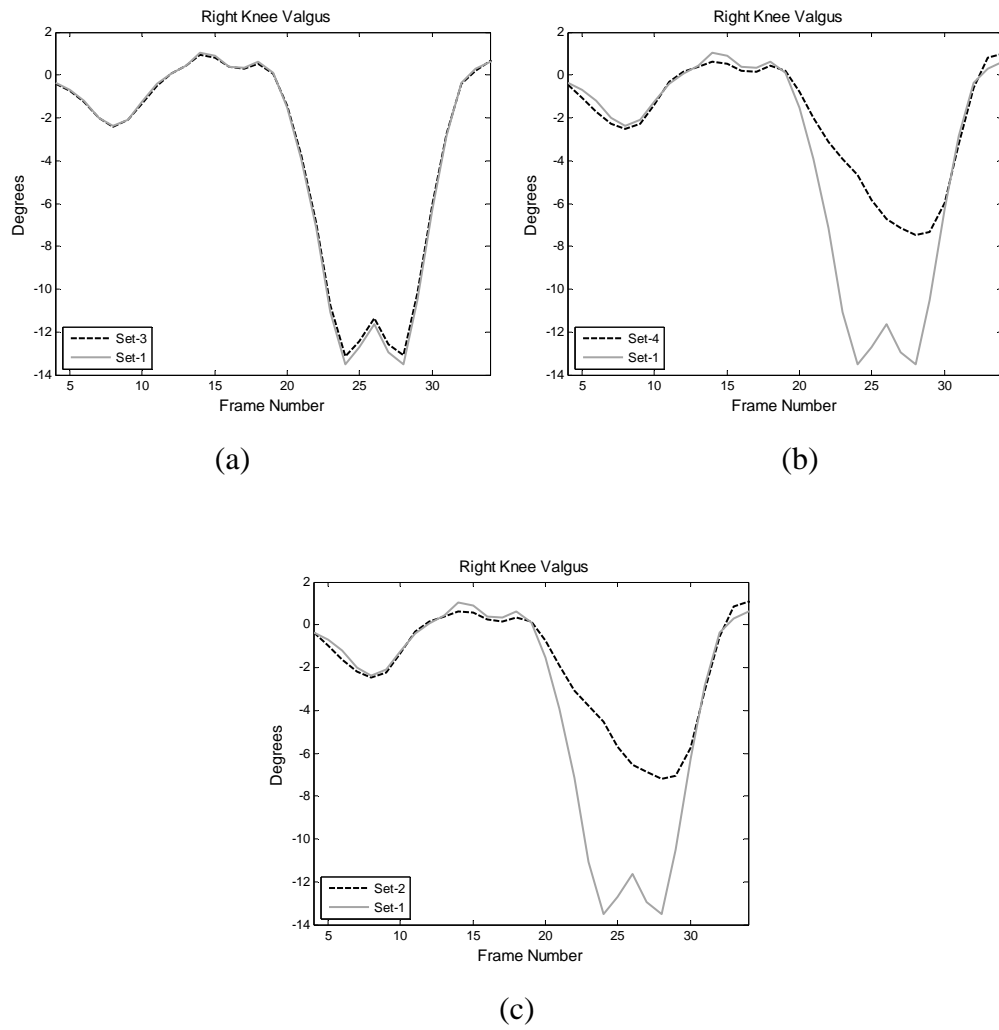 Right Knee Valgus
2
0
-2
-4
-6
-8
-10
-12
-14
Degrees
Set-3
Set-1
5 10 15 20 25 30
Frame Number
(a)
Right Knee Valgus
2
0
-2
-4
-6
-8
-10
-12
-14
Degrees
Set-4
Set-1
5 10 15 20 25 30
Frame Number
(b)
Right Knee Valgus
2
0
-2
-4
-6
-8
-10
-12
-14
Degrees
Set-2
Set-1
5 10 15 20 25 30
Frame Number
(c)